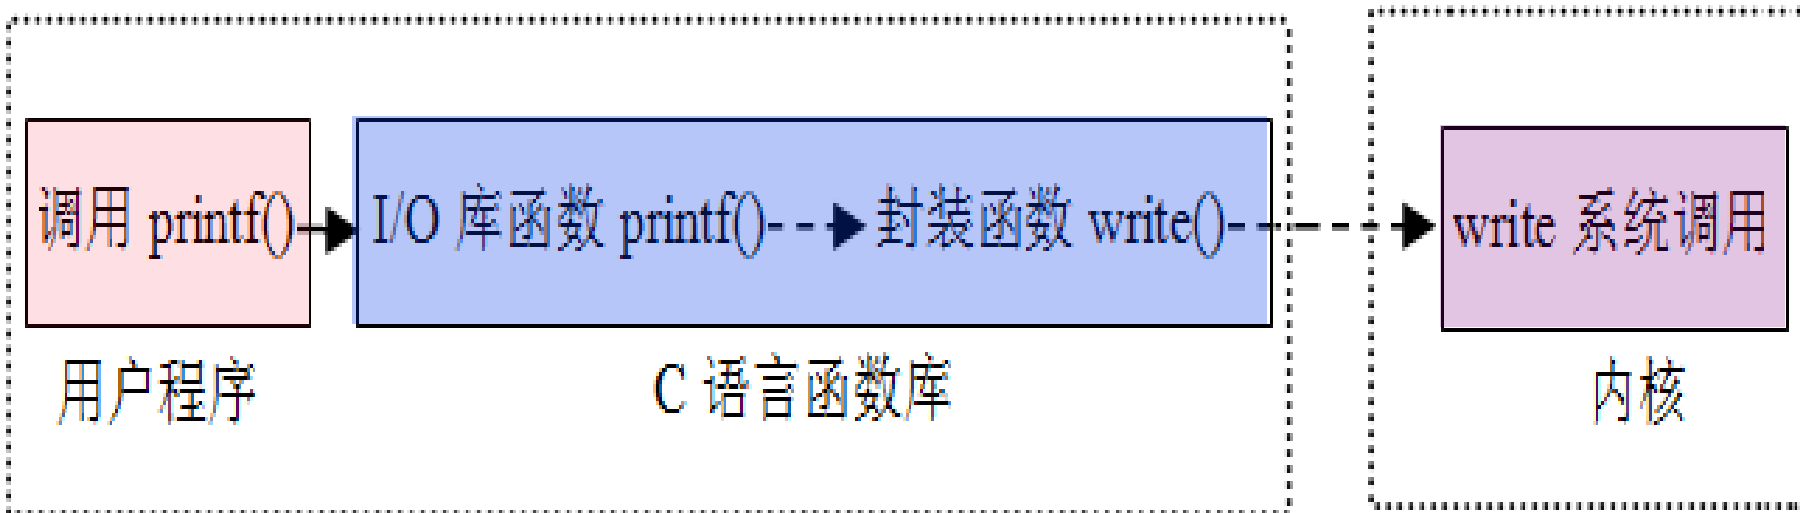 调用 printf() I/O 库函数 printf() 封装函数 write() write 系统调用
用户程序 C 语言函数库 内核